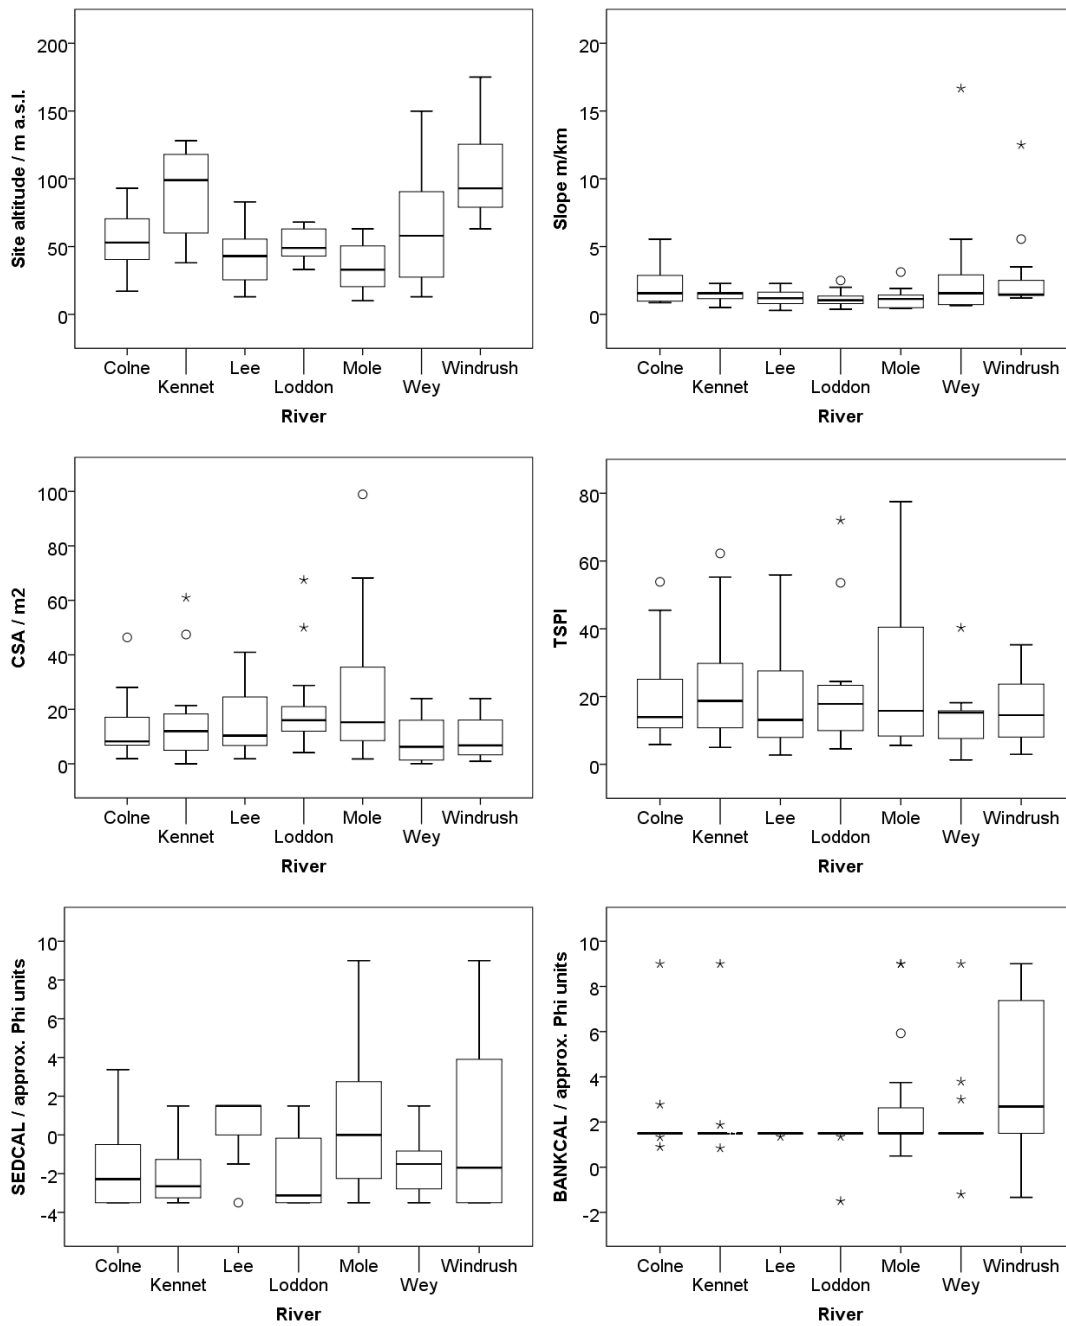 Site altitude / m a.s.l.
200
150
100
50
0
Colne Kennet Lee Loddon Mole Wey Windrush
River
Slope m/km
20
15
10
5
0
Colne Kennet Lee Loddon Mole Wey Windrush
River
CSA / m2
100
80
60
40
20
0
Colne Kennet Lee Loddon Mole Wey Windrush
River
TSPI
80
60
40
20
0
Colne Kennet Lee Loddon Mole Wey Windrush
River
SEDCAL / approx. Phi units
10
8
6
4
2
0
-2
-4
Colne Kennet Lee Loddon Mole Wey Windrush
River
BANKCAL / approx. Phi units
10
8
6
4
2
0
-2
Colne Kennet Lee Loddon Mole Wey Windrush
River